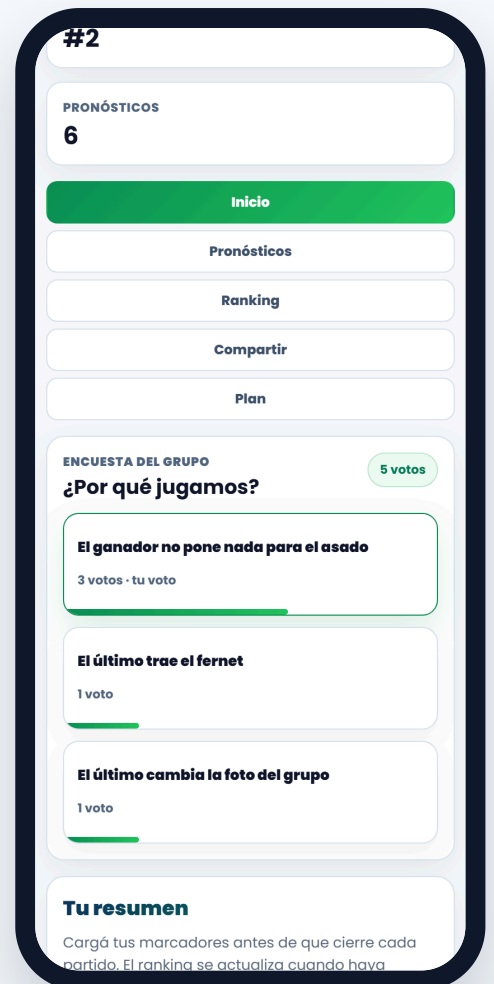 #2
PRONÓSTICOS
6
Inicio
Pronósticos
Ranking
Compartir
Plan
ENCUESTA DEL GRUPO
5 votos
¿Por qué jugamos?
El ganador no pone nada para el asado
3 votos · tu voto
El último trae el fernet
1 voto
El último cambia la foto del grupo
1 voto
Tu resumen
Cargá tus marcadores antes de que cierre cada
partido. El ranking se actualiza cuando haya